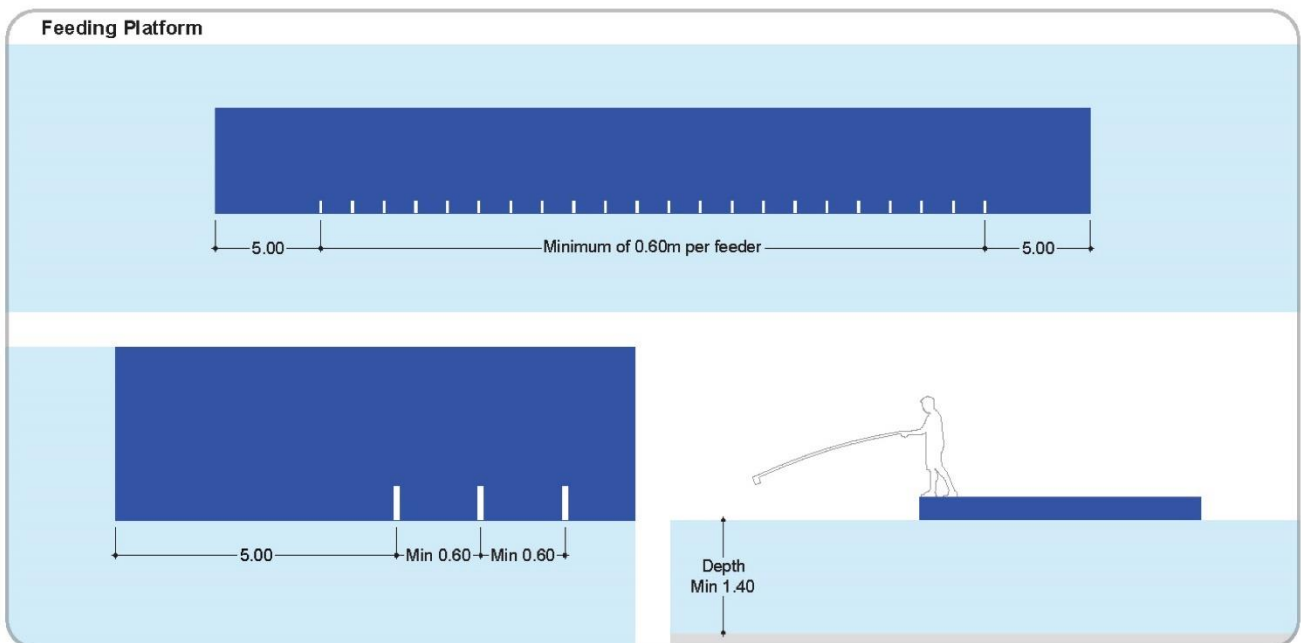 Feeding Platform
5.00
Minimum of 0.60m per feeder
5.00
5.00
Min 0.60
Min 0.60
Depth
Min 1.40